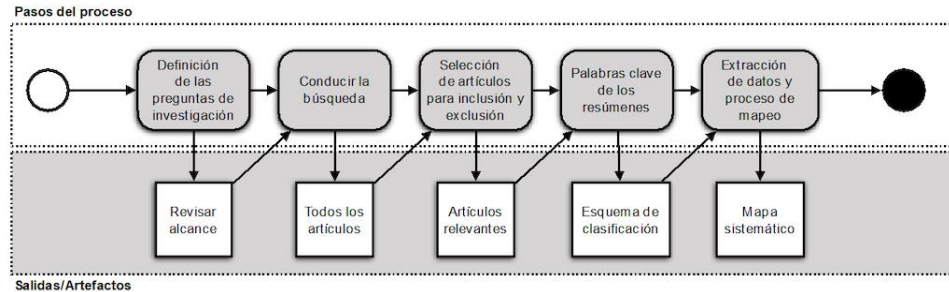 Pasos del proceso
Definición
de las
preguntas de
investigación
Conducir la
búsqueda
Selección
de artículos
para inclusión y
exclusión
Palabras clave
de los
resúmenes
Extracción
de datos y
proceso de
mapeo
Revisar
alcance
Todos los
artículos
Artículos
relevantes
Esquema de
clasificación
Mapa
sistemático
Salidas/Artefactos